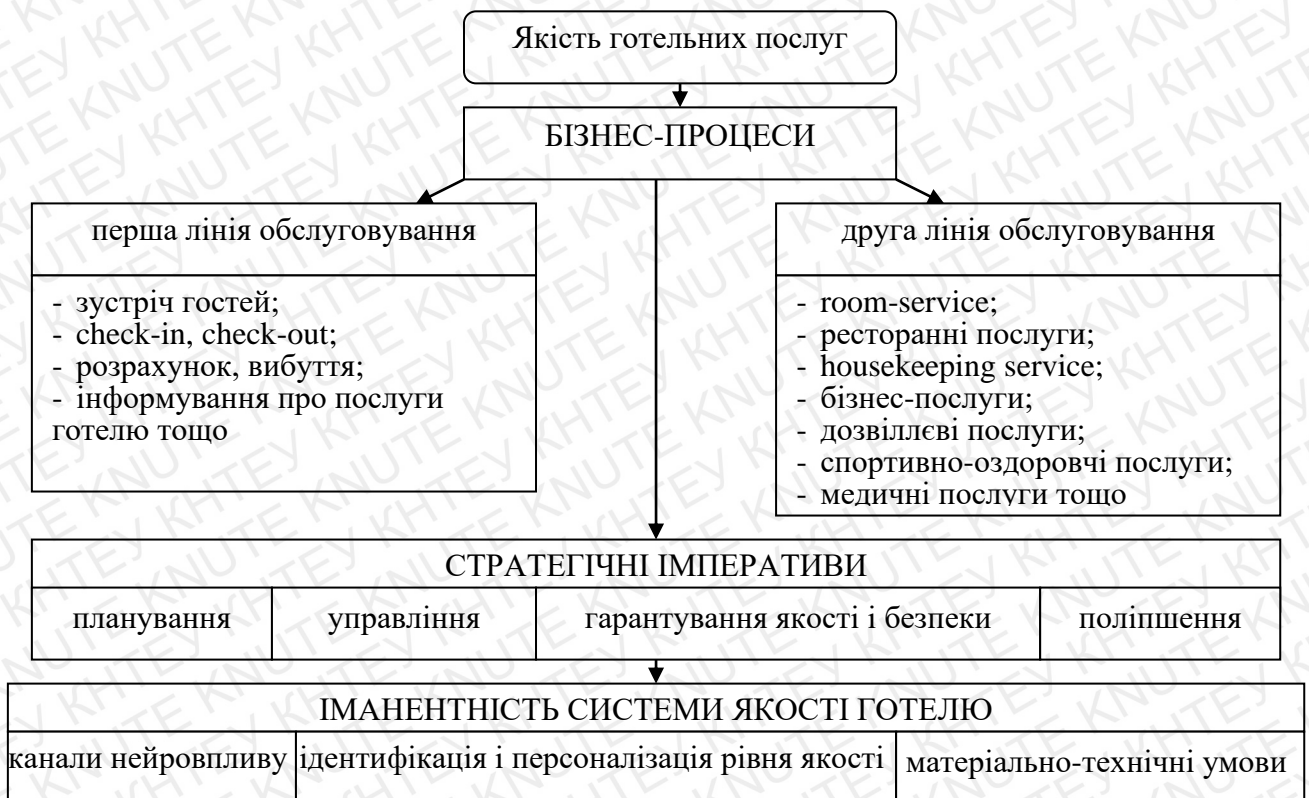 Якість готельних послуг
БІЗНЕС-ПРОЦЕСИ
перша лінія обслуговування
- зустріч гостей;
- check-in, check-out;
- розрахунок, вибуття;
- інформування про послуги
готелю тощо
друга лінія обслуговування
- room-service;
- ресторанні послуги;
- housekeeping service;
- бізнес-послуги;
- дозвіллєві послуги;
- спортивно-оздоровчі послуги;
- медичні послуги тощо
СТРАТЕГІЧНІ ІМПЕРАТИВИ
планування
управління
гарантування якості і безпеки
поліпшення
ІМАНЕНТНІСТЬ СИСТЕМИ ЯКОСТІ ГОТЕЛЮ
канали нейровпливу
ідентифікація і персоналізація рівня якості
матеріально-технічні умови